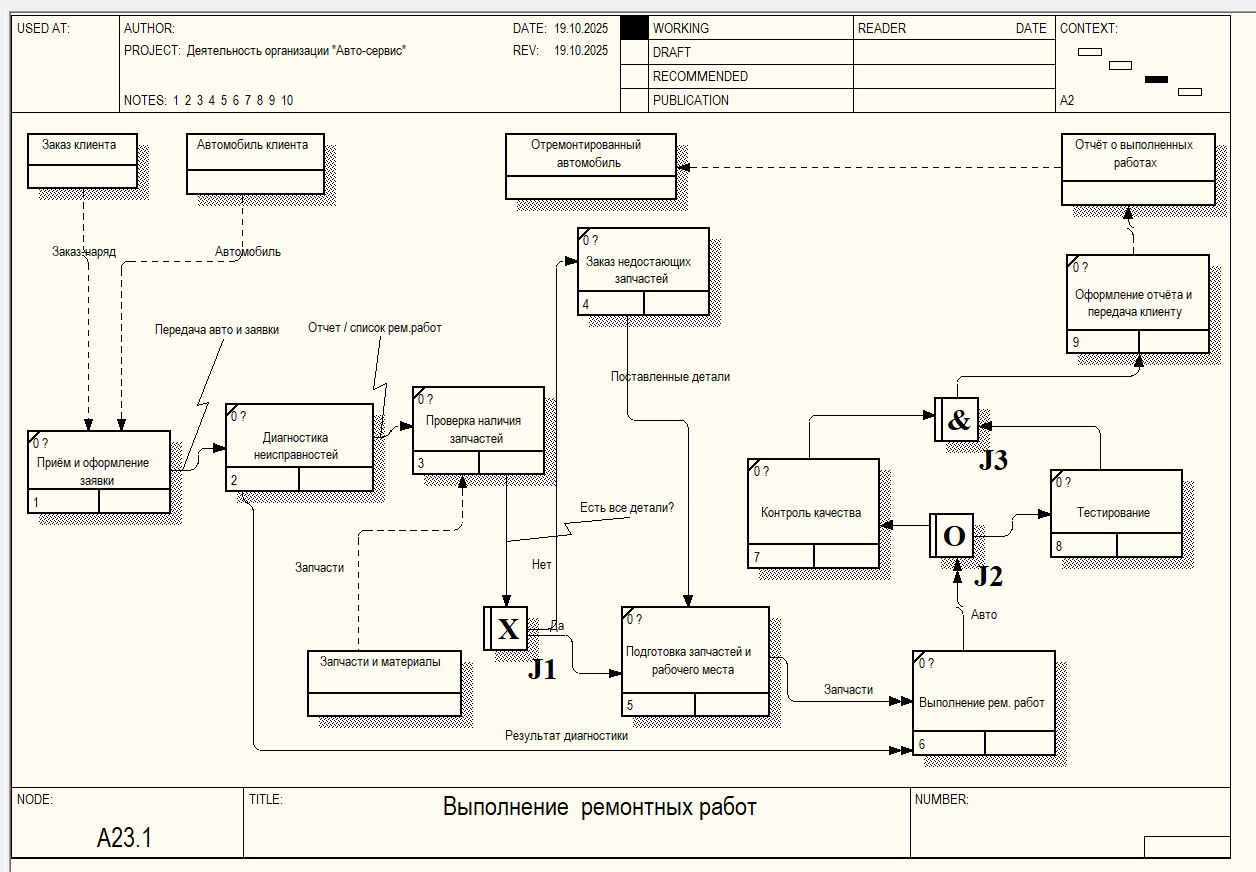 USED AT:
AUTHOR:
DATE: 19.10.2025
WORKING
READER
DATE
CONTEXT:
PROJECT: Деятельность организации "Авто-сервис"
REV: 19.10.2025
DRAFT
RECOMMENDED
NOTES: 1 2 3 4 5 6 7 8 9 10
PUBLICATION
A2
Заказ клиента
Автомобиль клиента
Отремонтированный
автомобиль
Отчёт о выполненных
работах
Заказ-наряд
Автомобиль
0 ?
Заказ недостающих
запчастей
4
0 ?
Оформление отчёта и
передача клиенту
9
Передача авто и заявки
Отчет / список рем.работ
Поставленные детали
0 ?
Приём и оформление
заявки
1
0 ?
Диагностика
неисправностей
2
0 ?
Проверка наличия
запчастей
3
&
J3
0 ?
Контроль качества
7
O
J2
0 ?
Тестирование
8
Есть все детали?
Запчасти
Нет
Да
X
J1
Запчасти и материалы
0 ?
Подготовка запчастей и
рабочего места
5
Авто
Запчасти
0 ?
Выполнение рем. работ
6
Результат диагностики
NODE:
TITLE:
NUMBER:
A23.1
Выполнение ремонтных работ